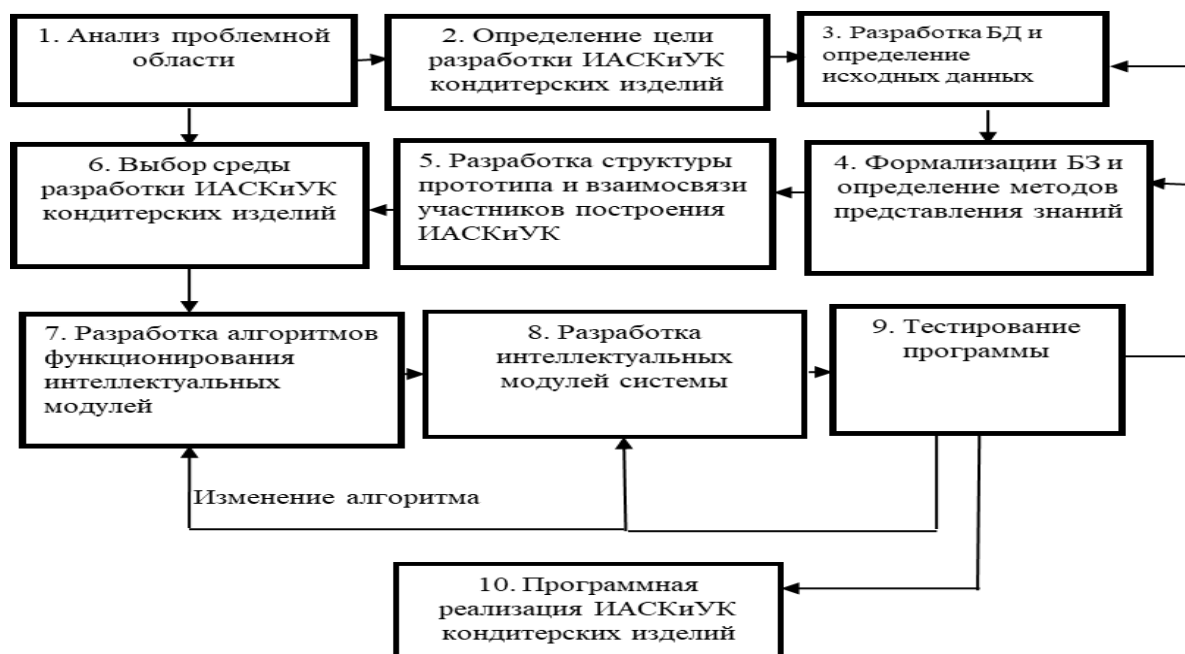 1. Анализ проблемной
области
2. Определение цели
разработки ИАСКиУК
кондитерских изделий
3. Разработка БД и
определение
исходных данных
6. Выбор среды
разработки ИАСКиУК
кондитерских изделий
5. Разработка структуры
прототипа и взаимосвязи
участников построения
ИАСКиУК
4. Формализации БЗ и
определение методов
представления знаний
7. Разработка алгоритмов
функционирования
интеллектуальных
модулей
8. Разработка
интеллектуальных
модулей системы
9. Тестирование
программы
Изменение алгоритма
10. Программная
реализация ИАСКиУК
кондитерских изделий